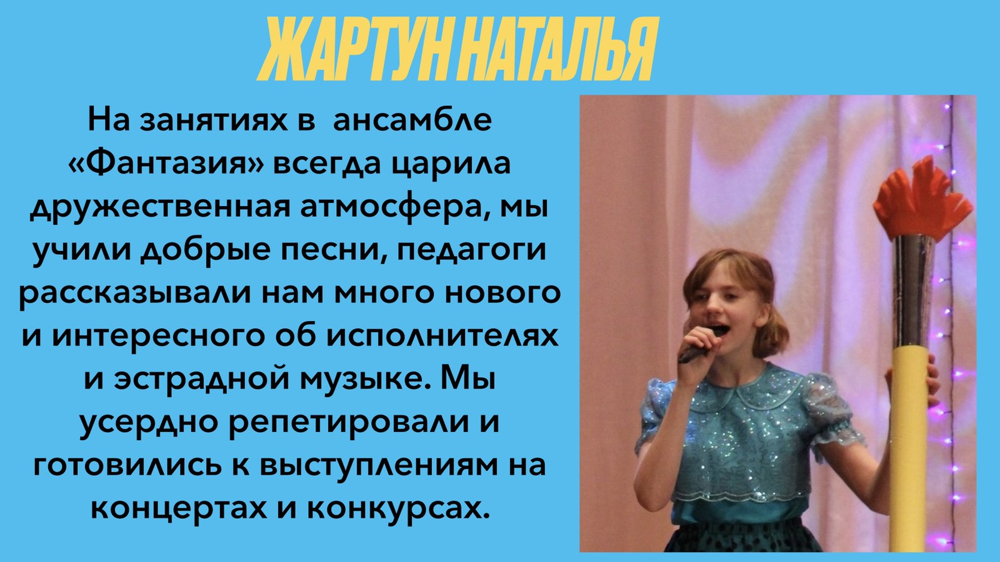 ЖАРТУН НАТАЛЬЯ
На занятиях в ансамбле
«Фантазия» всегда царила
дружественная атмосфера, мы
учили добрые песни, педагоги
рассказывали нам много нового
и интересного об исполнителях
и эстрадной музыке. Мы
усердно репетировали и
готовились к выступлениям на
концертах и конкурсах.